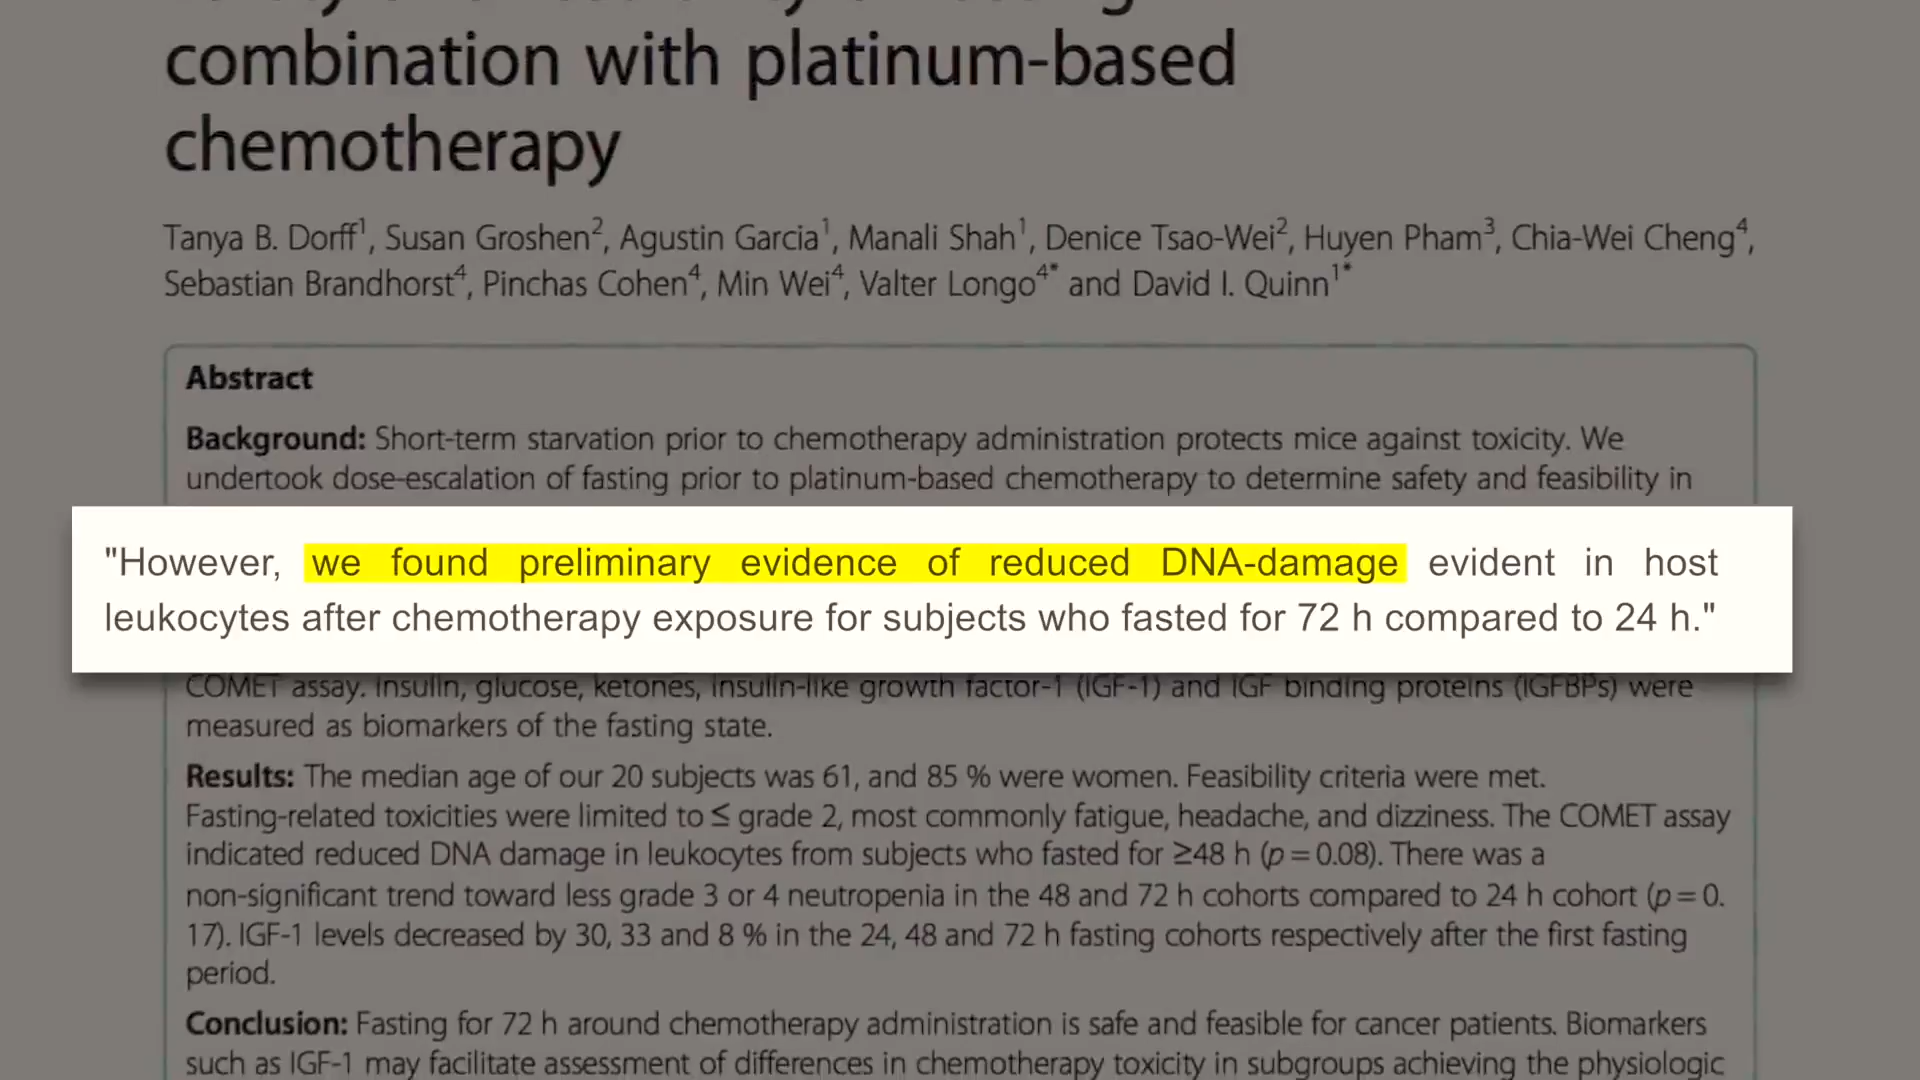 combination with platinum-based
chemotherapy
Tanya B. Dorff1, Susan Groshen2, Agustin Garcia1, Manali Shah1, Denice Tsao-Wei2, Huyen Pham3, Chia-Wei Cheng4,
Sebastian Brandhorst4, Pinchas Cohen4, Min Wei4, Valter Longo4* and David I. Quinn1*
Abstract
Background: Short-term starvation prior to chemotherapy administration protects mice against toxicity. We
undertook dose-escalation of fasting prior to platinum-based chemotherapy to determine safety and feasibility in
"However, we found preliminary evidence of reduced DNA-damage evident in host
leukocytes after chemotherapy exposure for subjects who fasted for 72 h compared to 24 h."
COMET assay. Insulin, glucose, ketones, insulin-like growth factor-1 (IGF-1) and IGF binding proteins (IGFBPs) were
measured as biomarkers of the fasting state.
Results: The median age of our 20 subjects was 61, and 85 % were women. Feasibility criteria were met.
Fasting-related toxicities were limited to ≤ grade 2, most commonly fatigue, headache, and dizziness. The COMET assay
indicated reduced DNA damage in leukocytes from subjects who fasted for ≥48 h (p = 0.08). There was a
non-significant trend toward less grade 3 or 4 neutropenia in the 48 and 72 h cohorts compared to 24 h cohort (p = 0.
17). IGF-1 levels decreased by 30, 33 and 8 % in the 24, 48 and 72 h fasting cohorts respectively after the first fasting
period.
Conclusion: Fasting for 72 h around chemotherapy administration is safe and feasible for cancer patients. Biomarkers
such as IGF-1 may facilitate assessment of differences in chemotherapy toxicity in subgroups achieving the physiologic